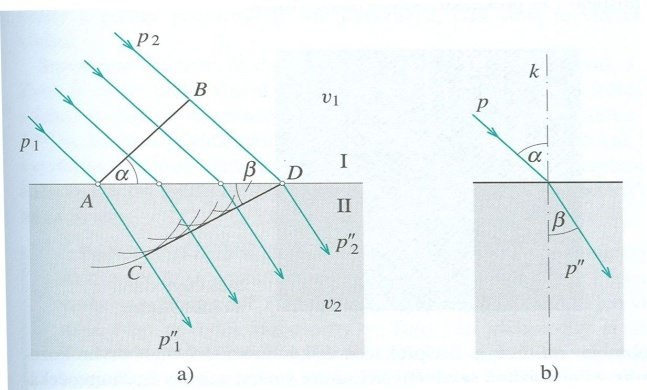 p₂
B
v₁
p₁
α
β
D
I
A
II
p″₂
C
v₂
p″₁
a)
k
p
α
β
p″
b)